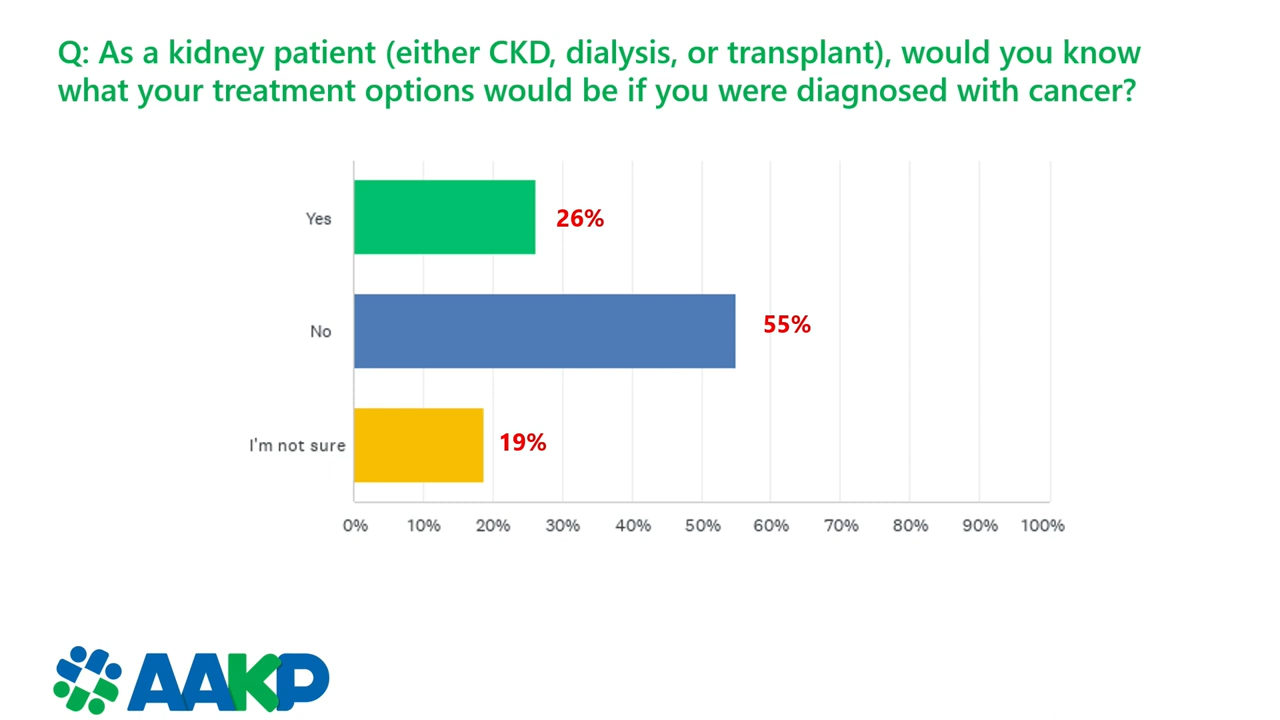 Q: As a kidney patient (either CKD, dialysis, or transplant), would you know
what your treatment options would be if you were diagnosed with cancer?
Yes
26%
No
55%
I'm not sure
19%
0% 10% 20% 30% 40% 50% 60% 70% 80% 90% 100%
AAKP